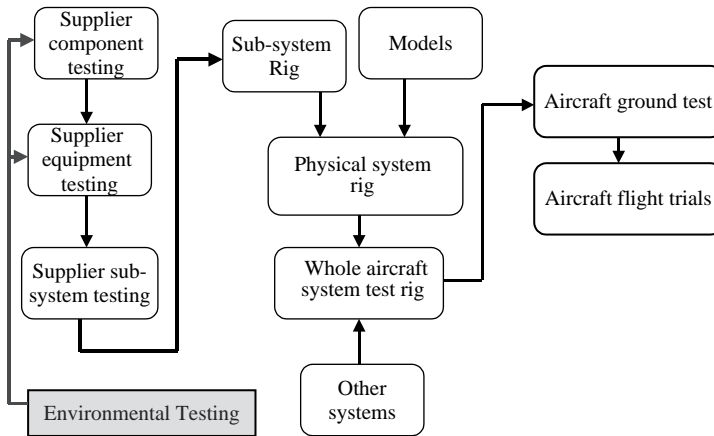 Supplier
component
testing
Supplier
equipment
testing
Supplier sub-
system testing
Environmental Testing
Sub-system
Rig
Models
Physical system
rig
Whole aircraft
system test rig
Other
systems
Aircraft ground test
Aircraft flight trials